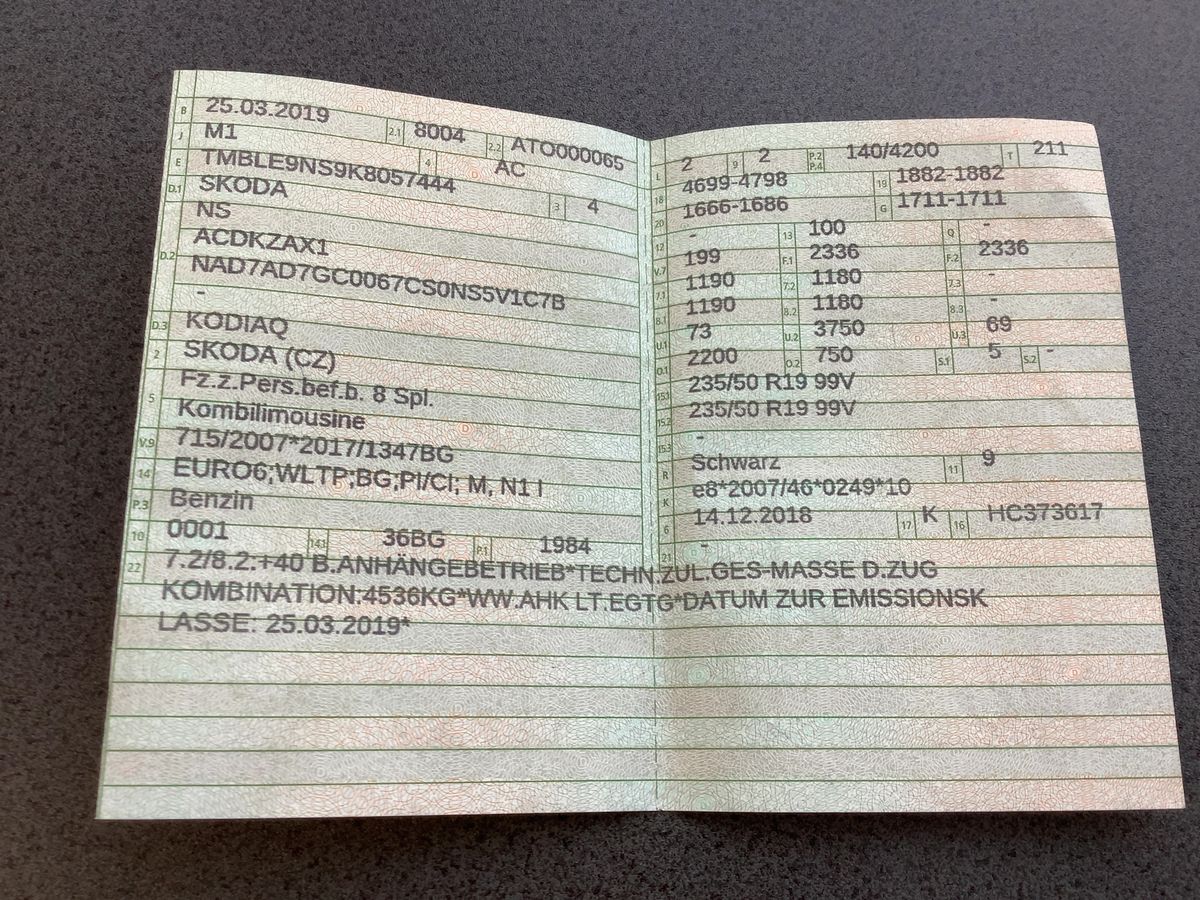 B 25.03.2019 2.1 8004 2.2 ATO000065
J M1 4 AC
E TMBLE9NS9K8057444 3 4
D.1 SKODA
NS
D.2 ACDKZAX1
NAD7AD7GC0067CS0NS5V1C7B
-
D.3 KODIAQ
2 SKODA (CZ)
5 Fz.z.Pers.bef.b. 8 Spl.
Kombilimousine
V.9 715/2007*2017/1347BG
14 EURO6;WLTP;BG;PI/CI; M, N1 I
P.3 Benzin
10 0001 14.1 36BG P.1 1984
L 2 9 2 P.2 P.4 140/4200 T 211
18 4699-4798 19 1882-1882
20 1666-1686 G 1711-1711
12 - 13 100 Q -
V.7 199 F.1 2336 F.2 2336
7.1 1190 7.2 1180 7.3 -
8.1 1190 8.2 1180 8.3 -
U.1 73 U.2 3750 U.3 69
O.1 2200 O.2 750 S.1 5 S.2 -
15.1 235/50 R19 99V
15.2 235/50 R19 99V
15.3 -
R Schwarz 11 9
K e8*2007/46*0249*10
6 14.12.2018 17 K 16 HC373617
21 -
22 7.2/8.2:+40 B.ANHÄNGEBETRIEB*TECHN.ZUL.GES-MASSE D.ZUG
KOMBINATION:4536KG*WW.AHK LT.EGTG*DATUM ZUR EMISSIONSK
LASSE: 25.03.2019*